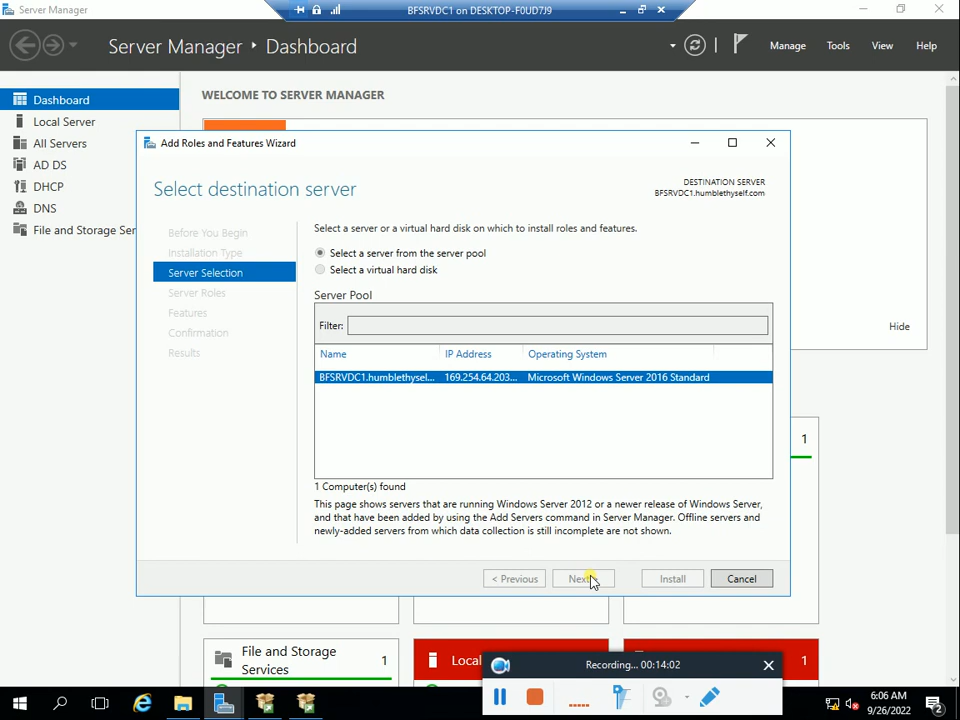 Server Manager
BFSRVDC1 on DESKTOP-F0UD7J9
Server Manager • Dashboard
Manage
Tools
View
Help
Dashboard
Local Server
All Servers
AD DS
DHCP
DNS
File and Storage Ser
WELCOME TO SERVER MANAGER
Add Roles and Features Wizard
Select destination server
DESTINATION SERVER
BFSRVDC1.humblethyself.com
Before You Begin
Installation Type
Server Selection
Server Roles
Features
Confirmation
Results
Select a server or a virtual hard disk on which to install roles and features.
Select a server from the server pool
Select a virtual hard disk
Server Pool
Filter:
Name IP Address Operating System
BFSRVDC1.humblethysel... 169.254.64.203... Microsoft Windows Server 2016 Standard
1 Computer(s) found
This page shows servers that are running Windows Server 2012 or a newer release of Windows Server,
and that have been added by using the Add Servers command in Server Manager. Offline servers and
newly-added servers from which data collection is still incomplete are not shown.
< Previous
Next
Install
Cancel
Hide
1
File and Storage
Services
1
Loca
1
Recording... 00:14:02
6:06 AM
9/26/2022
2